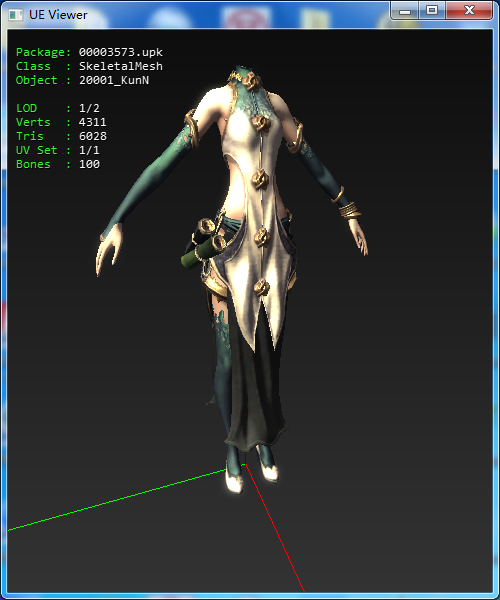 UE Viewer
Package: 00003573.upk
Class  : SkeletalMesh
Object : 20001_KunN
LOD    : 1/2
Verts  : 4311
Tris   : 6028
UV Set : 1/1
Bones  : 100